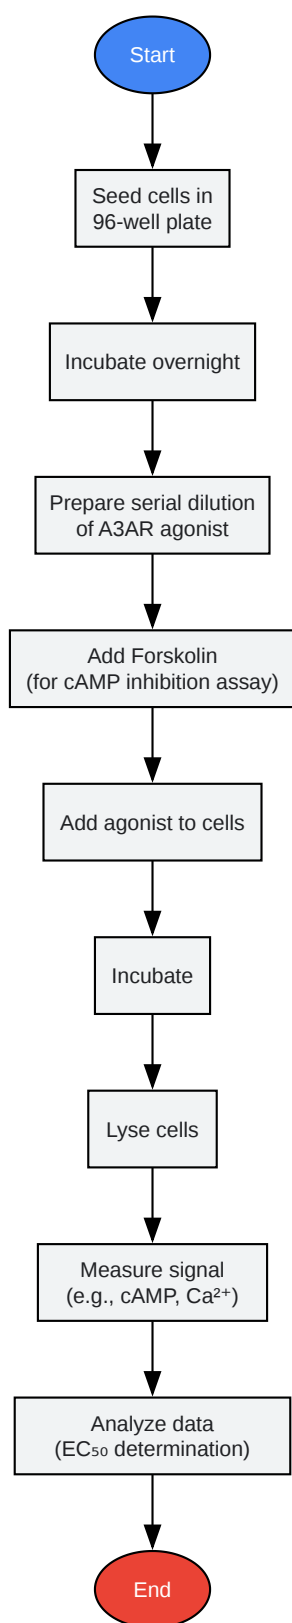 Start
Seed cells in
96-well plate
Incubate overnight
Prepare serial dilution
of A3AR agonist
Add Forskolin
(for cAMP inhibition assay)
Add agonist to cells
Incubate
Lyse cells
Measure signal
(e.g., cAMP, Ca²⁺)
Analyze data
(EC₅₀ determination)
End